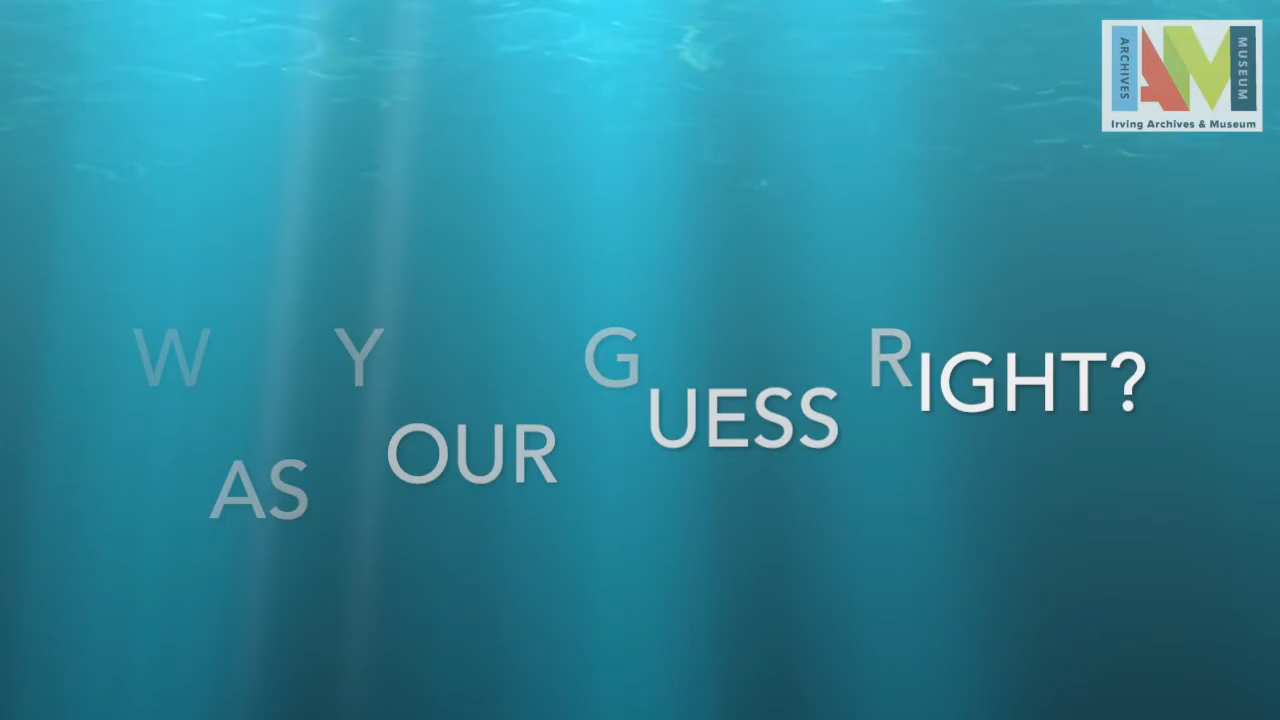 WAS YOUR GUESS RIGHT?
ARCHIVES
AM
MUSEUM
Irving Archives & Museum